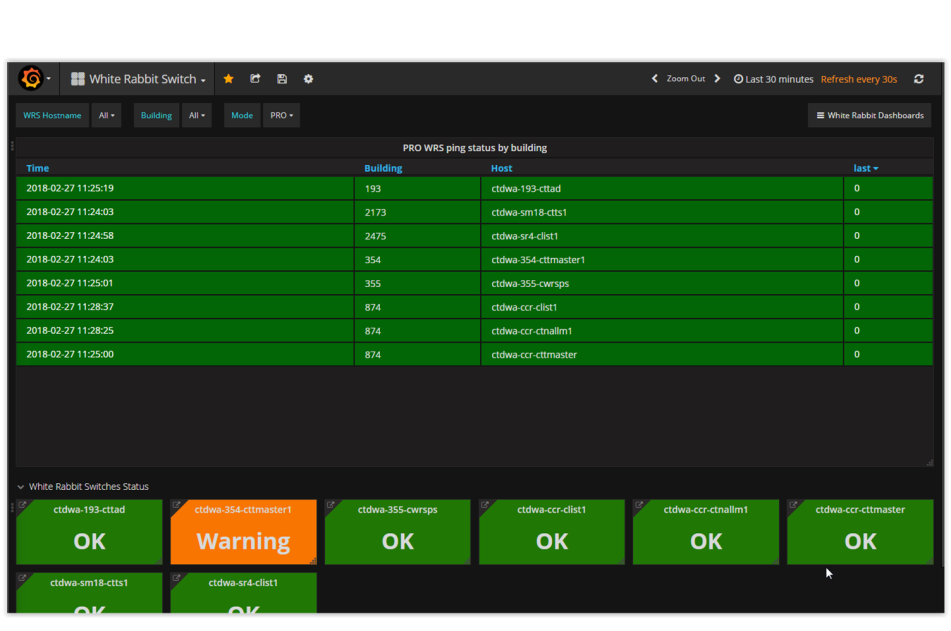 White Rabbit Switch
Zoom Out
Last 30 minutes
Refresh every 30s
WRS Hostname
All
Building
All
Mode
PRO
White Rabbit Dashboards
PRO WRS ping status by building
Time Building Host last
2018-02-27 11:25:19 193 ctdwa-193-cttad 0
2018-02-27 11:24:03 2173 ctdwa-sm18-ctts1 0
2018-02-27 11:24:58 2475 ctdwa-sr4-clist1 0
2018-02-27 11:24:03 354 ctdwa-354-cttmaster1 0
2018-02-27 11:25:01 355 ctdwa-355-cwrsps 0
2018-02-27 11:28:37 874 ctdwa-ccr-clist1 0
2018-02-27 11:28:25 874 ctdwa-ccr-ctnallm1 0
2018-02-27 11:25:00 874 ctdwa-ccr-cttmaster 0
White Rabbit Switches Status
ctdwa-193-cttad
OK
ctdwa-354-cttmaster1
Warning
ctdwa-355-cwrsps
OK
ctdwa-ccr-clist1
OK
ctdwa-ccr-ctnallm1
OK
ctdwa-ccr-cttmaster
OK
ctdwa-sm18-ctts1
OK
ctdwa-sr4-clist1
OK